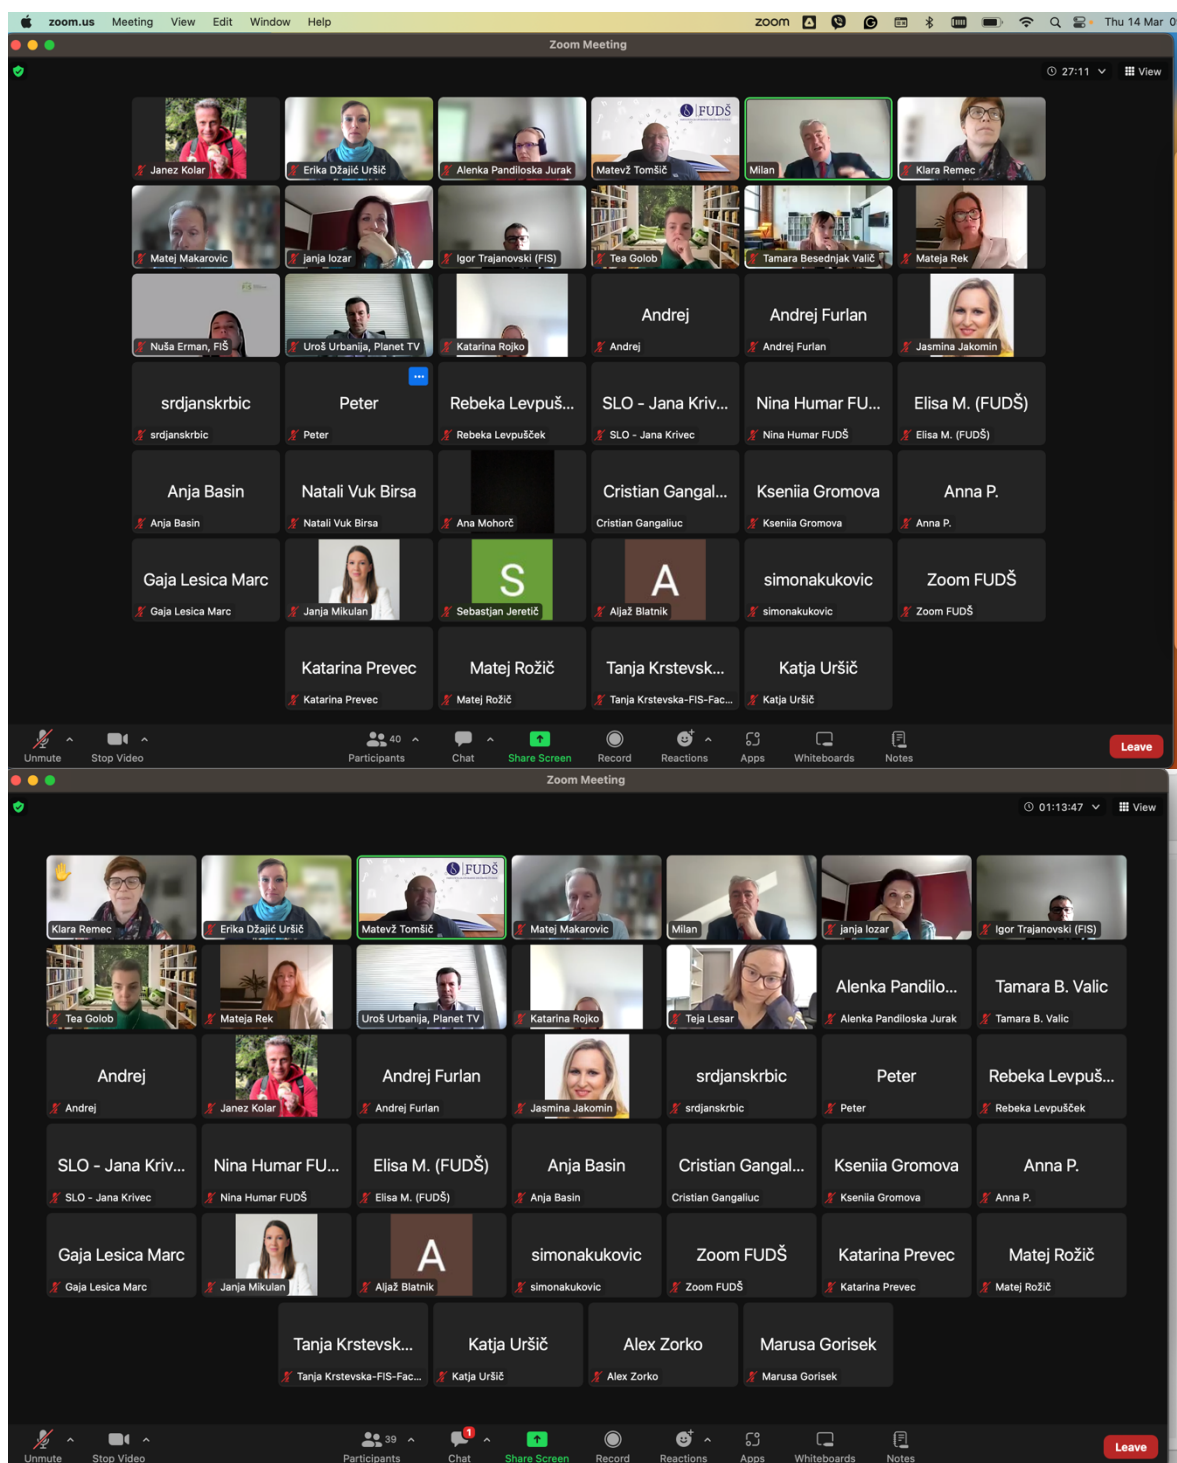 zoom.us Meeting View Edit Window Help zoom Thu 14 Mar
Zoom Meeting
27:11 View
FUDŠ
Janez Kolar Erika Džajić Uršič Alenka Pandiloska Jurak Matevž Tomšič Milan Klara Remec
Matej Makarovic janja lozar Igor Trajanovski (FIS) Tea Golob Tamara Besednjak Valič Mateja Rek
Andrej Andrej Furlan
Nuša Erman, FIŠ Uroš Urbanija, Planet TV Katarina Rojko Andrej Andrej Furlan Jasmina Jakomin
srdjanskrbic Peter Rebeka Levpuš... SLO - Jana Kriv... Nina Humar FU... Elisa M. (FUDŠ)
srdjanskrbic Peter Rebeka Levpušček SLO - Jana Krivec Nina Humar FUDŠ Elisa M. (FUDŠ)
Anja Basin Natali Vuk Birsa Cristian Gangal... Kseniia Gromova Anna P.
Anja Basin Natali Vuk Birsa Ana Mohorč Cristian Gangaliuc Kseniia Gromova Anna P.
Gaja Lesica Marc S A simonakukovic Zoom FUDŠ
Gaja Lesica Marc Janja Mikulan Sebastjan Jeretič Aljaž Blatnik simonakukovic Zoom FUDŠ
Katarina Prevec Matej Rožič Tanja Krstevsk... Katja Uršič
Katarina Prevec Matej Rožič Tanja Krstevska-FIS-Fac... Katja Uršič
40
Unmute Stop Video Participants Chat Share Screen Record Reactions Apps Whiteboards Notes Leave
Zoom Meeting
01:13:47 View
FUDŠ
Klara Remec Erika Džajić Uršič Matevž Tomšič Matej Makarovic Milan janja lozar Igor Trajanovski (FIS)
Alenka Pandilo... Tamara B. Valic
Tea Golob Mateja Rek Uroš Urbanija, Planet TV Katarina Rojko Teja Lesar Alenka Pandiloska Jurak Tamara B. Valic
Andrej Andrej Furlan srdjanskrbic Peter Rebeka Levpuš...
Andrej Janez Kolar Andrej Furlan Jasmina Jakomin srdjanskrbic Peter Rebeka Levpušček
SLO - Jana Kriv... Nina Humar FU... Elisa M. (FUDŠ) Anja Basin Cristian Gangal... Kseniia Gromova Anna P.
SLO - Jana Krivec Nina Humar FUDŠ Elisa M. (FUDŠ) Anja Basin Cristian Gangaliuc Kseniia Gromova Anna P.
Gaja Lesica Marc A simonakukovic Zoom FUDŠ Katarina Prevec Matej Rožič
Gaja Lesica Marc Janja Mikulan Aljaž Blatnik simonakukovic Zoom FUDŠ Katarina Prevec Matej Rožič
Tanja Krstevsk... Katja Uršič Alex Zorko Marusa Gorisek
Tanja Krstevska-FIS-Fac... Katja Uršič Alex Zorko Marusa Gorisek
39 1
Unmute Stop Video Participants Chat Share Screen Record Reactions Apps Whiteboards Notes Leave